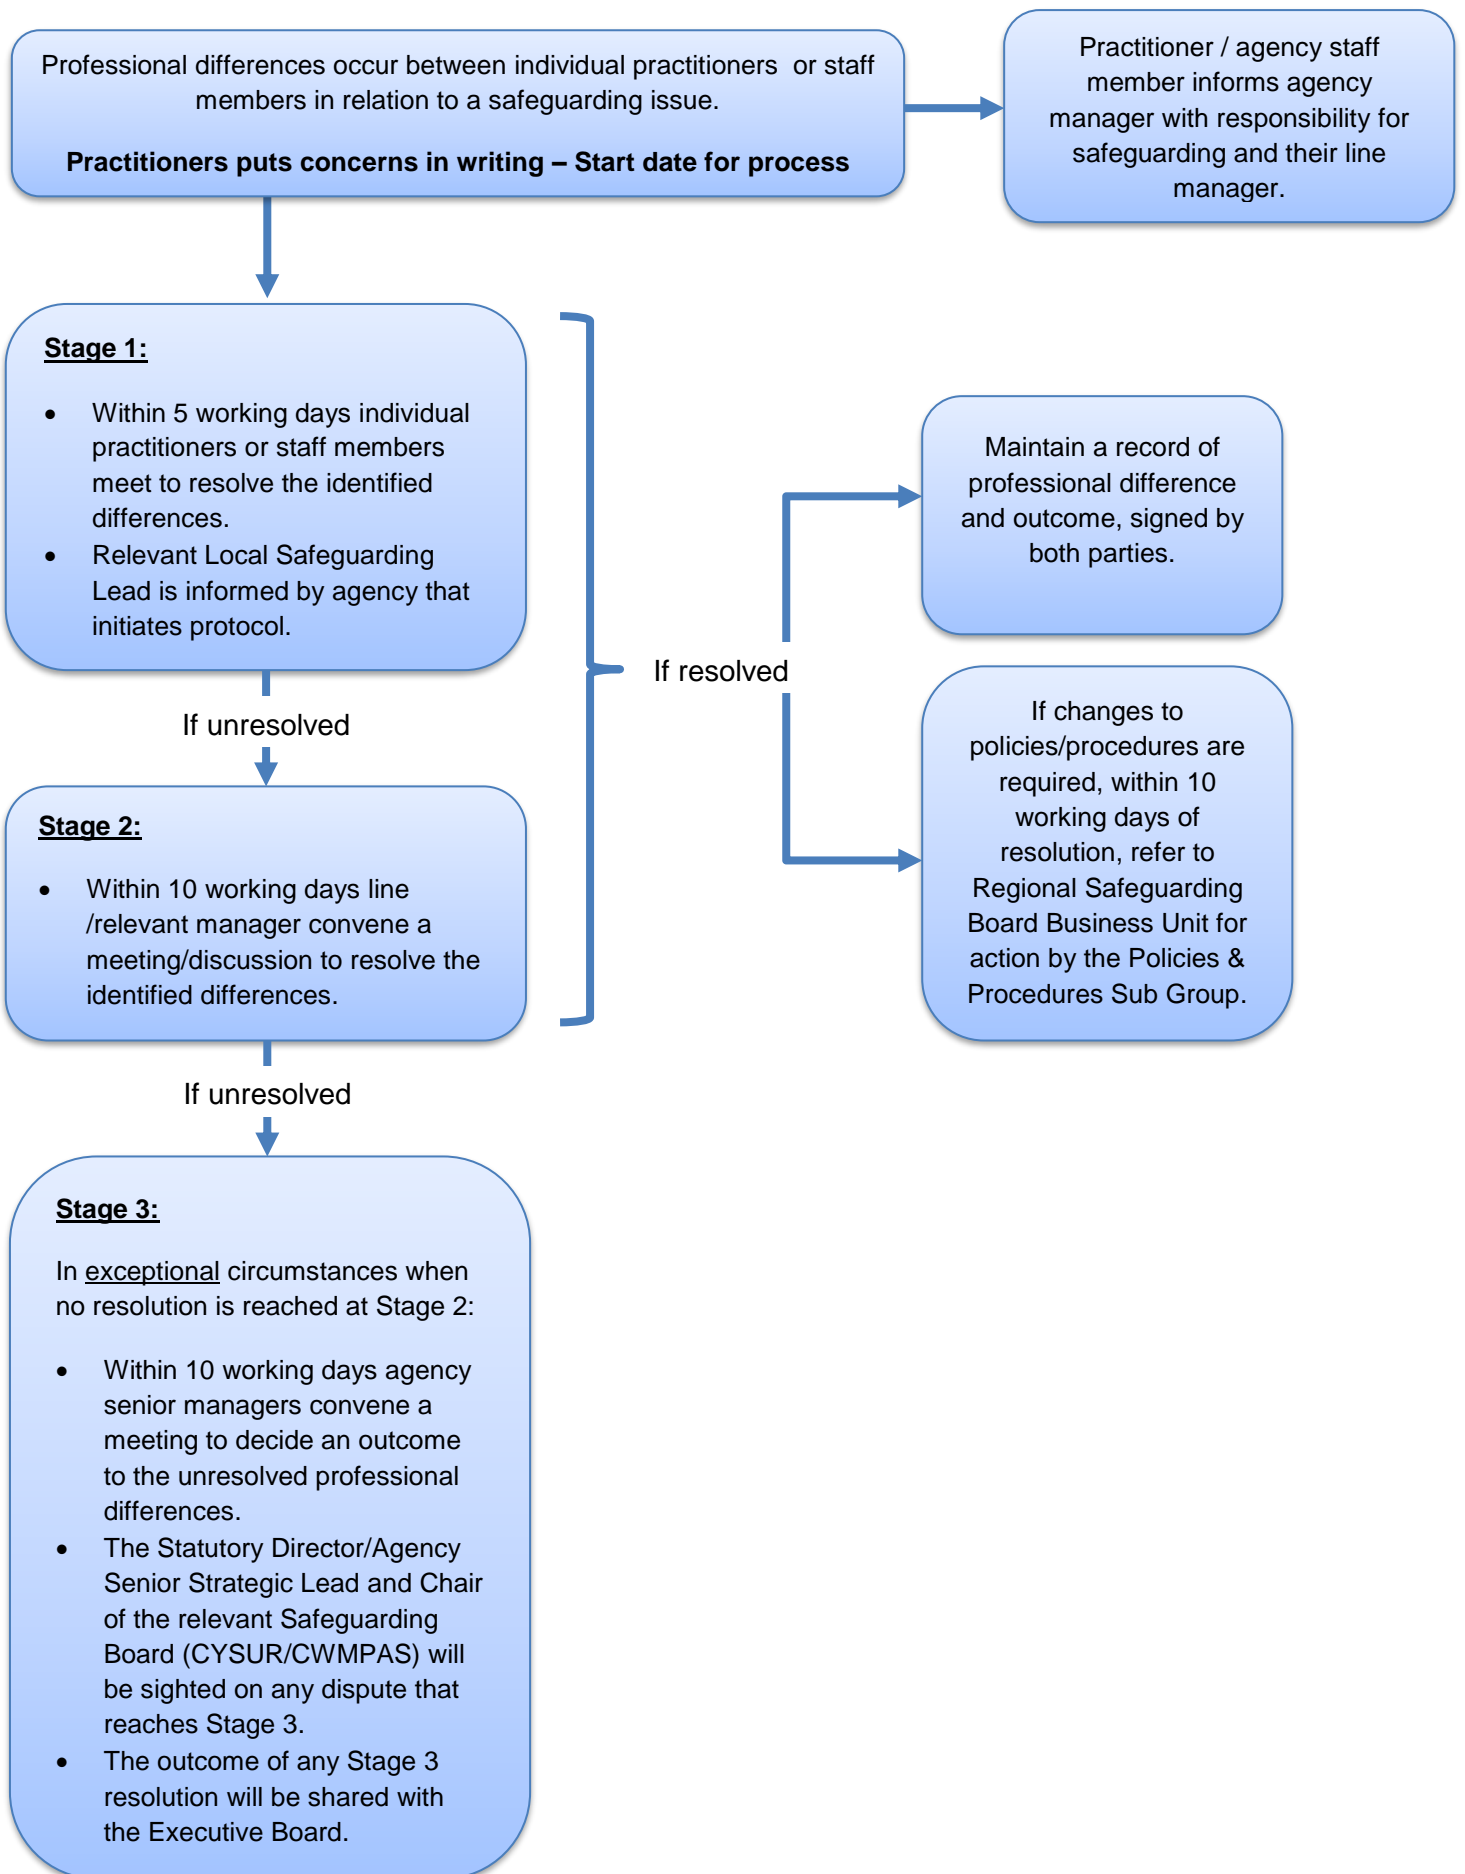 Professional differences occur between individual practitioners or staff
members in relation to a safeguarding issue.
Practitioners puts concerns in writing – Start date for process
Practitioner / agency staff
member informs agency
manager with responsibility for
safeguarding and their line
manager.
Stage 1:
• Within 5 working days individual
practitioners or staff members
meet to resolve the identified
differences.
• Relevant Local Safeguarding
Lead is informed by agency that
initiates protocol.
If unresolved
Stage 2:
• Within 10 working days line
/relevant manager convene a
meeting/discussion to resolve the
identified differences.
If resolved
Maintain a record of
professional difference
and outcome, signed by
both parties.
If changes to
policies/procedures are
required, within 10
working days of
resolution, refer to
Regional Safeguarding
Board Business Unit for
action by the Policies &
Procedures Sub Group.
If unresolved
Stage 3:
In exceptional circumstances when
no resolution is reached at Stage 2:
• Within 10 working days agency
senior managers convene a
meeting to decide an outcome
to the unresolved professional
differences.
• The Statutory Director/Agency
Senior Strategic Lead and Chair
of the relevant Safeguarding
Board (CYSUR/CWMPAS) will
be sighted on any dispute that
reaches Stage 3.
• The outcome of any Stage 3
resolution will be shared with
the Executive Board.